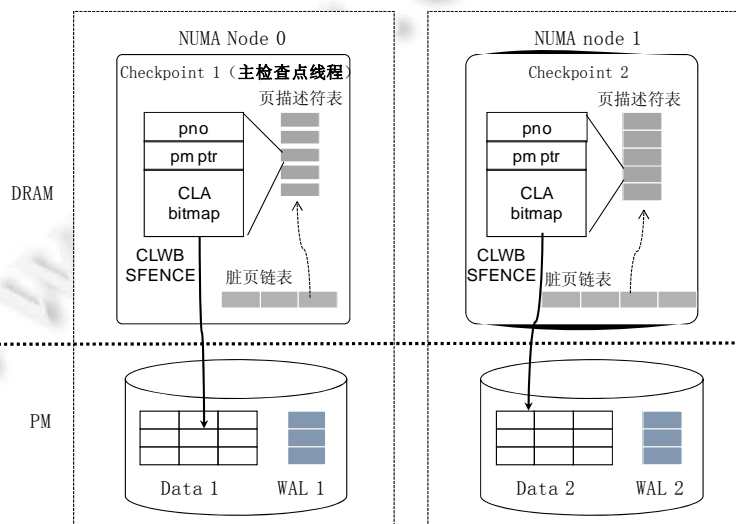 NUMA Node 0
Checkpoint 1（主检查点线程）
页描述符表
pno
pm ptr
CLA
bitmap
CLWB
SFENCE
脏页链表
NUMA node 1
Checkpoint 2
页描述符表
pno
pm ptr
CLA
bitmap
CLWB
SFENCE
脏页链表
DRAM
PM
Data 1
WAL 1
Data 2
WAL 2